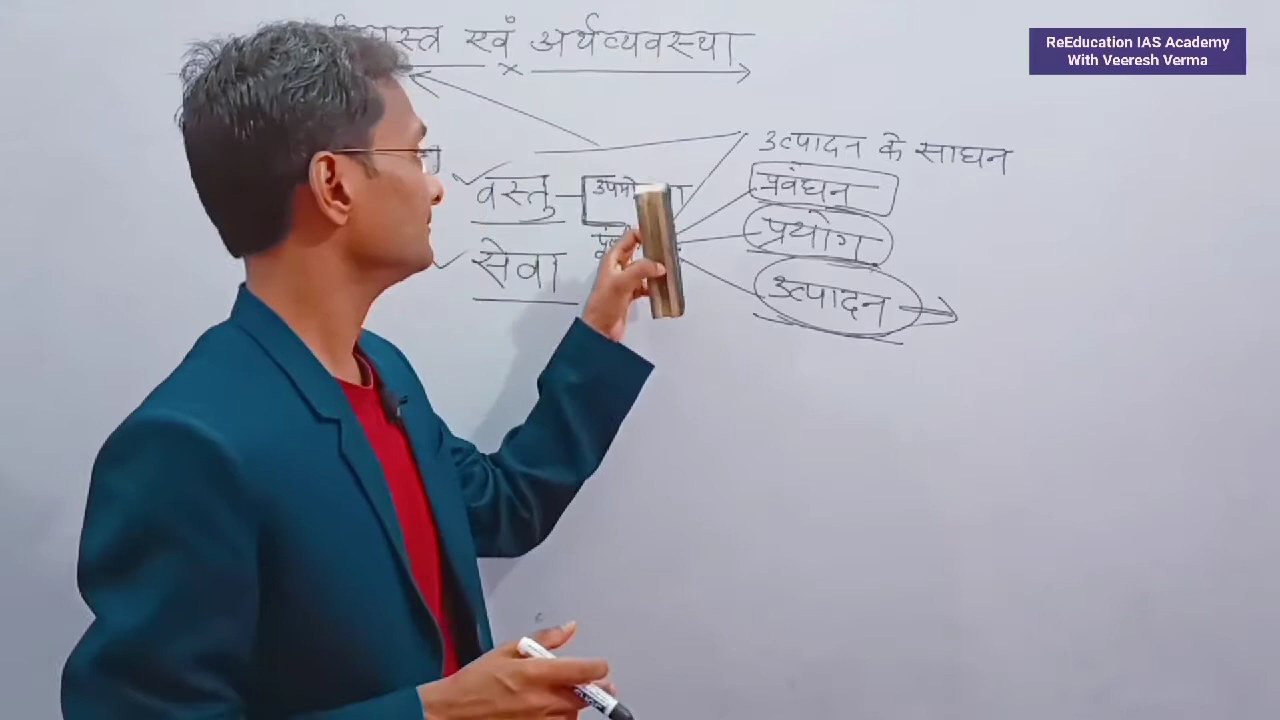 एवं अर्थव्यवस्था
ReEducation IAS Academy
With Veeresh Verma
उत्पादन के साधन
वस्तु
प्रबंधन
प्रयोग
सेवा
उत्पादन